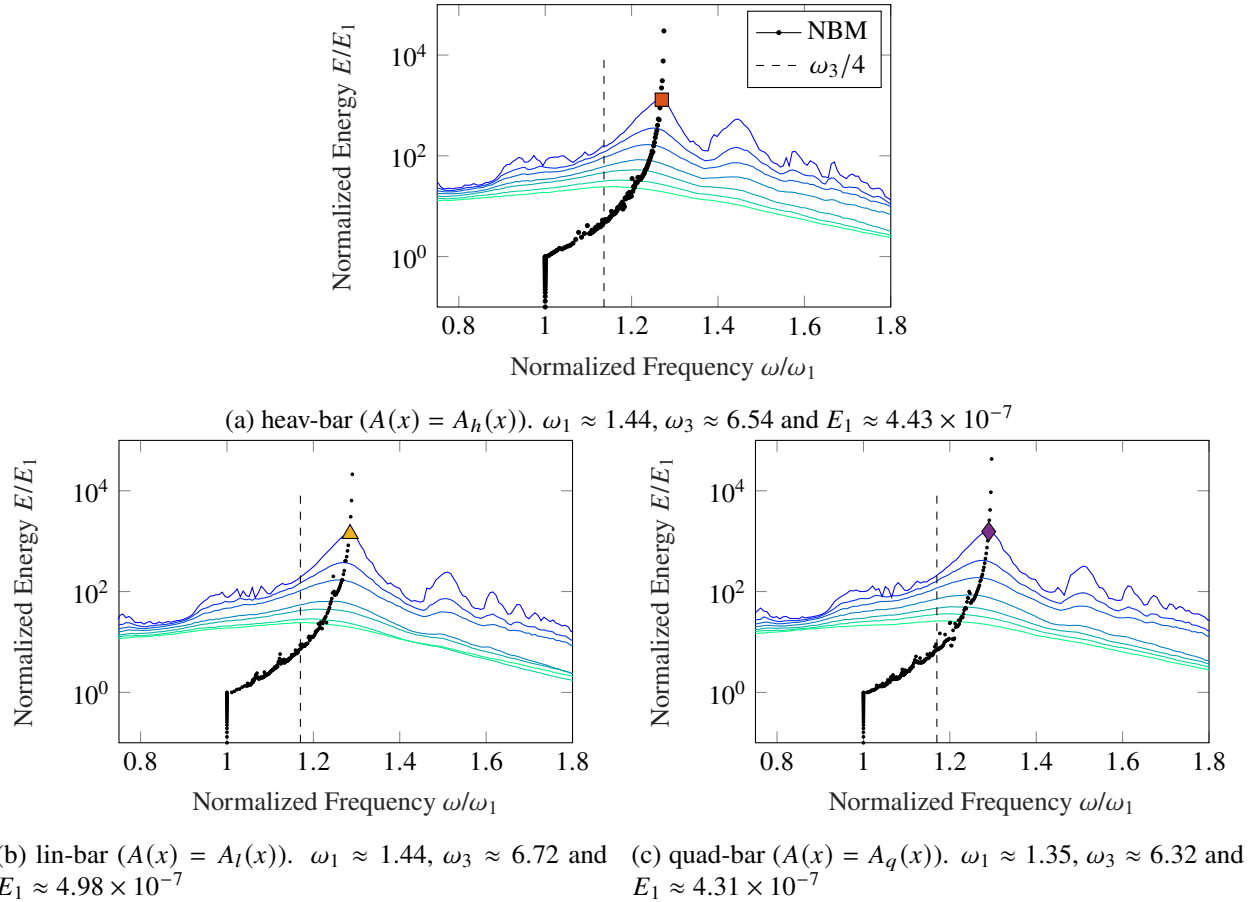 10⁴
10²
10⁰
Normalized Energy E/E₁
NBM
ω₃/4
0.8 1 1.2 1.4 1.6 1.8
Normalized Frequency ω/ω₁
(a) heav-bar (A(x) = Aₕ(x)). ω₁ ≈ 1.44, ω₃ ≈ 6.54 and E₁ ≈ 4.43 × 10⁻⁷
10⁴
10²
10⁰
Normalized Energy E/E₁
0.8 1 1.2 1.4 1.6 1.8
Normalized Frequency ω/ω₁
(b) lin-bar (A(x) = Aₗ(x)). ω₁ ≈ 1.44, ω₃ ≈ 6.72 and
E₁ ≈ 4.98 × 10⁻⁷
10⁴
10²
10⁰
Normalized Energy E/E₁
0.8 1 1.2 1.4 1.6 1.8
Normalized Frequency ω/ω₁
(c) quad-bar (A(x) = A_q(x)). ω₁ ≈ 1.35, ω₃ ≈ 6.32 and
E₁ ≈ 4.31 × 10⁻⁷